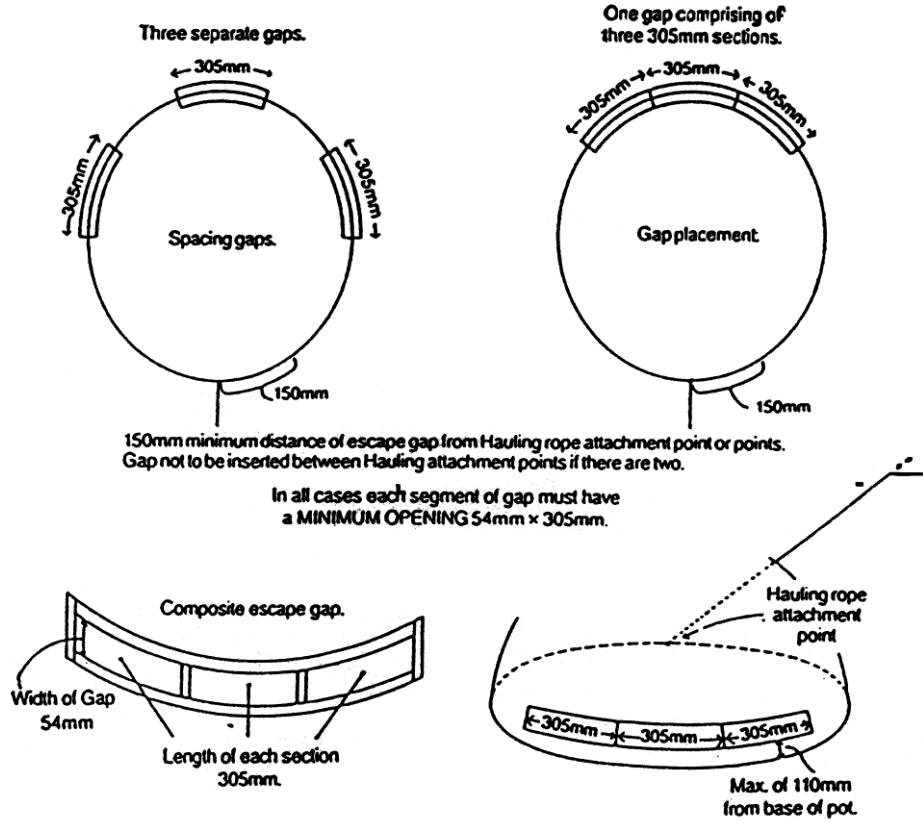 Three separate gaps.
305mm
305mm
305mm
Spacing gaps.
150mm
One gap comprising of
three 305mm sections.
305mm
305mm
305mm
Gap placement.
150mm
150mm minimum distance of escape gap from Hauling rope attachment point or points.
Gap not to be inserted between Hauling attachment points if there are two.
In all cases each segment of gap must have
a MINIMUM OPENING 54mm × 305mm.
Composite escape gap.
Width of Gap
54mm
Length of each section
305mm.
Hauling rope
attachment
point
305mm
305mm
305mm
Max. of 110mm
from base of pot.